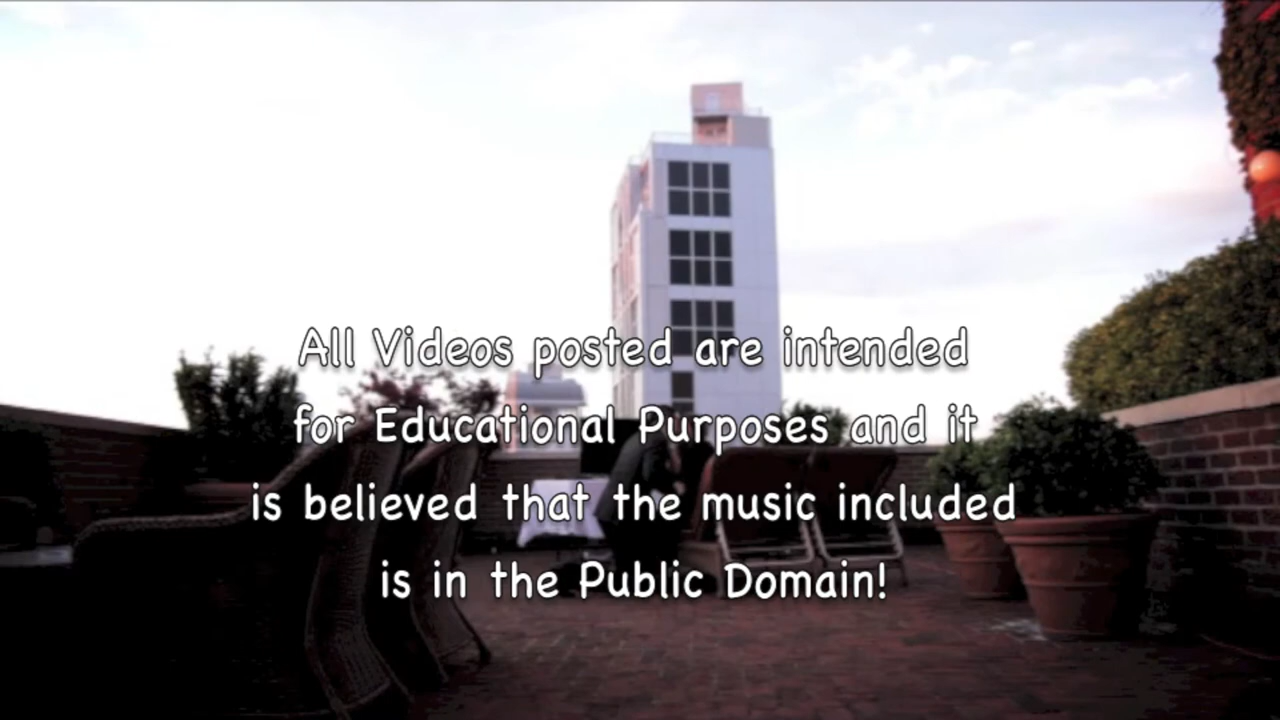 All Videos posted are intended
for Educational Purposes and it
is believed that the music included
is in the Public Domain!